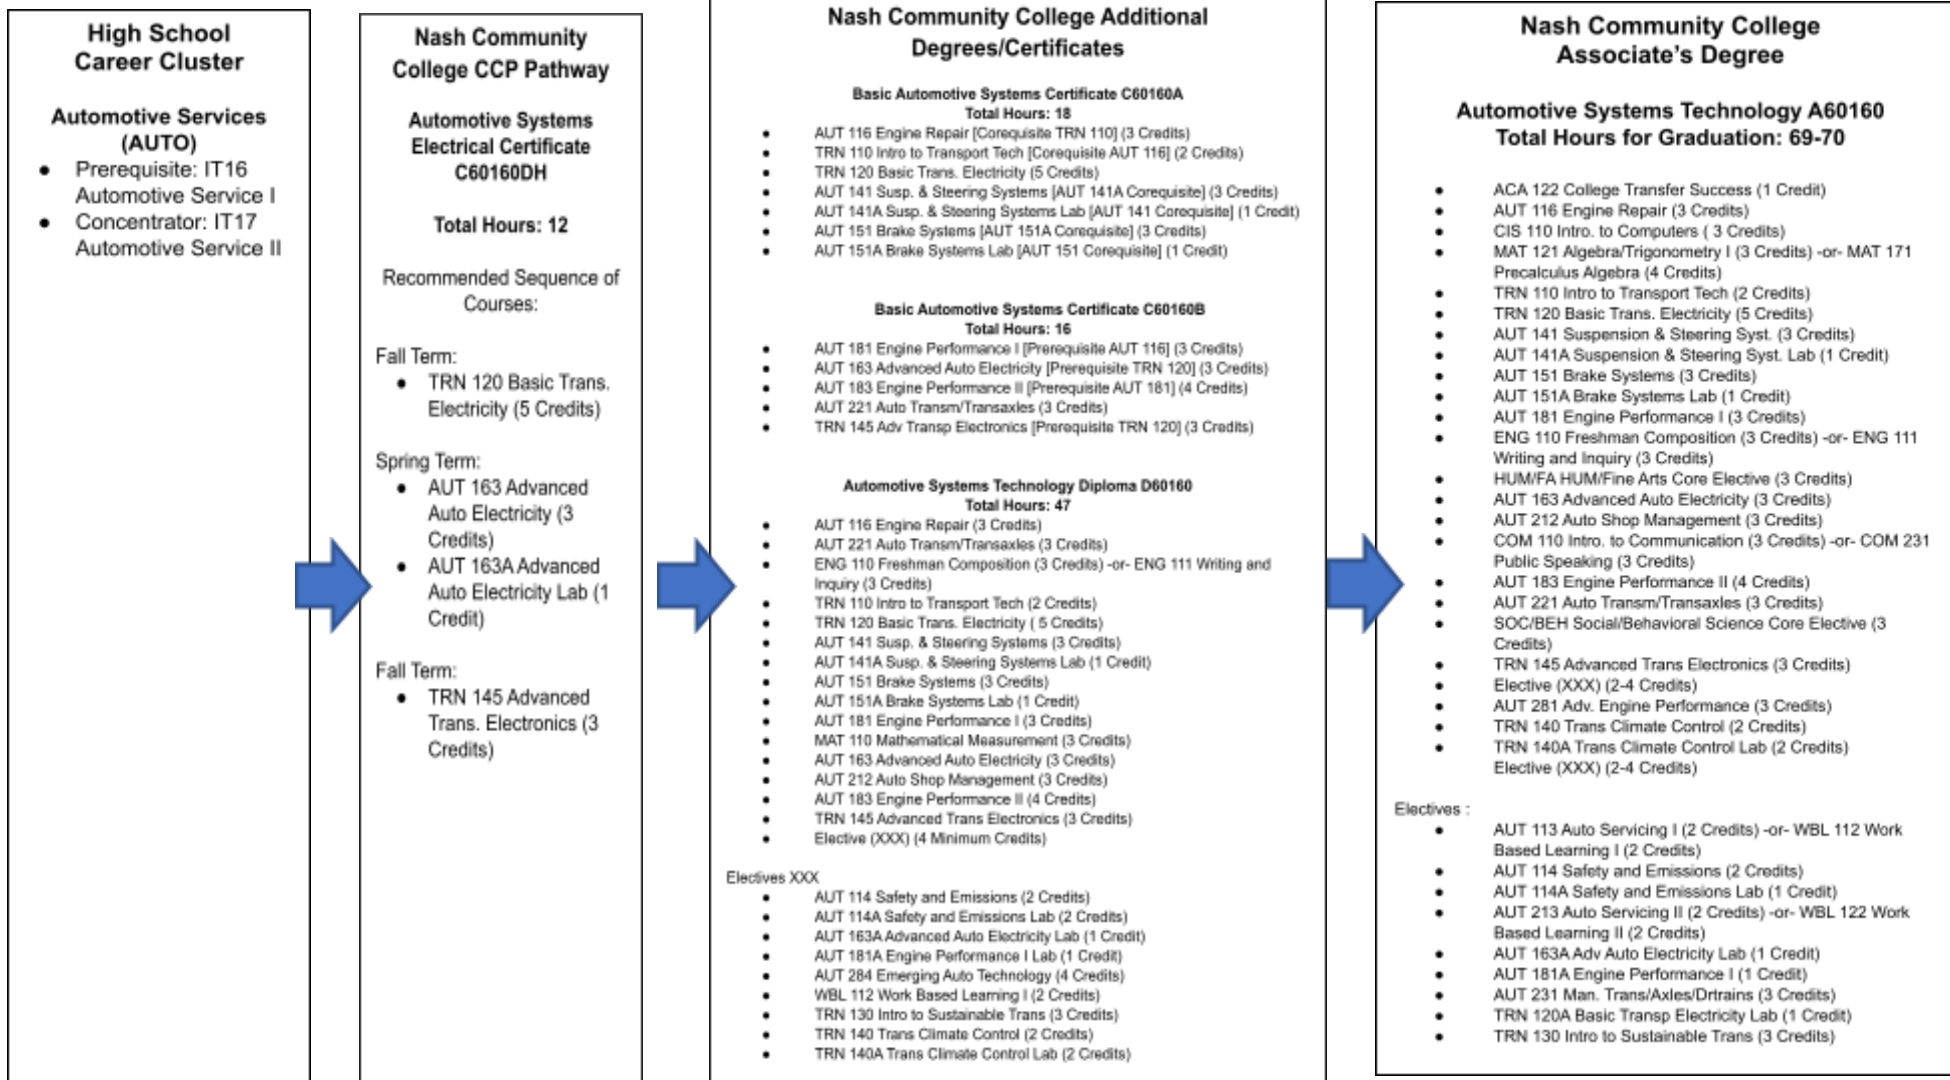 High School
Career Cluster
Automotive Services
(AUTO)
● Prerequisite: IT16
Automotive Service I
● Concentrator: IT17
Automotive Service II
Nash Community
College CCP Pathway
Automotive Systems
Electrical Certificate
C60160DH
Total Hours: 12
Recommended Sequence of
Courses:
Fall Term:
● TRN 120 Basic Trans.
Electricity (5 Credits)
Spring Term:
● AUT 163 Advanced
Auto Electricity (3
Credits)
● AUT 163A Advanced
Auto Electricity Lab (1
Credit)
Fall Term:
● TRN 145 Advanced
Trans. Electronics (3
Credits)
Nash Community College Additional
Degrees/Certificates
Basic Automotive Systems Certificate C60160A
Total Hours: 18
● AUT 116 Engine Repair [Corequisite TRN 110] (3 Credits)
● TRN 110 Intro to Transport Tech [Corequisite AUT 116] (2 Credits)
● TRN 120 Basic Trans. Electricity (5 Credits)
● AUT 141 Susp. & Steering Systems [AUT 141A Corequisite] (3 Credits)
● AUT 141A Susp. & Steering Systems Lab [AUT 141 Corequisite] (1 Credit)
● AUT 151 Brake Systems [AUT 151A Corequisite] (3 Credits)
● AUT 151A Brake Systems Lab [AUT 151 Corequisite] (1 Credit)
Basic Automotive Systems Certificate C60160B
Total Hours: 16
● AUT 181 Engine Performance I [Prerequisite AUT 116] (3 Credits)
● AUT 163 Advanced Auto Electricity [Prerequisite TRN 120] (3 Credits)
● AUT 183 Engine Performance II [Prerequisite AUT 181] (4 Credits)
● AUT 221 Auto Transm/Transaxles (3 Credits)
● TRN 145 Adv Transp Electronics [Prerequisite TRN 120] (3 Credits)
Automotive Systems Technology Diploma D60160
Total Hours: 47
● AUT 116 Engine Repair (3 Credits)
● AUT 221 Auto Transm/Transaxles (3 Credits)
● ENG 110 Freshman Composition (3 Credits) -or- ENG 111 Writing and
Inquiry (3 Credits)
● TRN 110 Intro to Transport Tech (2 Credits)
● TRN 120 Basic Trans. Electricity ( 5 Credits)
● AUT 141 Susp. & Steering Systems (3 Credits)
● AUT 141A Susp. & Steering Systems Lab (1 Credit)
● AUT 151 Brake Systems (3 Credits)
● AUT 151A Brake Systems Lab (1 Credit)
● AUT 181 Engine Performance I (3 Credits)
● MAT 110 Mathematical Measurement (3 Credits)
● AUT 163 Advanced Auto Electricity (3 Credits)
● AUT 212 Auto Shop Management (3 Credits)
● AUT 183 Engine Performance II (4 Credits)
● TRN 145 Advanced Trans Electronics (3 Credits)
● Elective (XXX) (4 Minimum Credits)
Electives XXX
● AUT 114 Safety and Emissions (2 Credits)
● AUT 114A Safety and Emissions Lab (2 Credits)
● AUT 163A Advanced Auto Electricity Lab (1 Credit)
● AUT 181A Engine Performance I Lab (1 Credit)
● AUT 284 Emerging Auto Technology (4 Credits)
● WBL 112 Work Based Learning I (2 Credits)
● TRN 130 Intro to Sustainable Trans (3 Credits)
● TRN 140 Trans Climate Control (2 Credits)
● TRN 140A Trans Climate Control Lab (2 Credits)
Nash Community College
Associate's Degree
Automotive Systems Technology A60160
Total Hours for Graduation: 69-70
● ACA 122 College Transfer Success (1 Credit)
● AUT 116 Engine Repair (3 Credits)
● CIS 110 Intro. to Computers ( 3 Credits)
● MAT 121 Algebra/Trigonometry I (3 Credits) -or- MAT 171
Precalculus Algebra (4 Credits)
● TRN 110 Intro to Transport Tech (2 Credits)
● TRN 120 Basic Trans. Electricity (5 Credits)
● AUT 141 Suspension & Steering Syst. (3 Credits)
● AUT 141A Suspension & Steering Syst. Lab (1 Credit)
● AUT 151 Brake Systems (3 Credits)
● AUT 151A Brake Systems Lab (1 Credit)
● AUT 181 Engine Performance I (3 Credits)
● ENG 110 Freshman Composition (3 Credits) -or- ENG 111
Writing and Inquiry (3 Credits)
● HUM/FA HUM/Fine Arts Core Elective (3 Credits)
● AUT 163 Advanced Auto Electricity (3 Credits)
● AUT 212 Auto Shop Management (3 Credits)
● COM 110 Intro. to Communication (3 Credits) -or- COM 231
Public Speaking (3 Credits)
● AUT 183 Engine Performance II (4 Credits)
● AUT 221 Auto Transm/Transaxles (3 Credits)
● SOC/BEH Social/Behavioral Science Core Elective (3
Credits)
● TRN 145 Advanced Trans Electronics (3 Credits)
● Elective (XXX) (2-4 Credits)
● AUT 281 Adv. Engine Performance (3 Credits)
● TRN 140 Trans Climate Control (2 Credits)
● TRN 140A Trans Climate Control Lab (2 Credits)
Elective (XXX) (2-4 Credits)
Electives :
● AUT 113 Auto Servicing I (2 Credits) -or- WBL 112 Work
Based Learning I (2 Credits)
● AUT 114 Safety and Emissions (2 Credits)
● AUT 114A Safety and Emissions Lab (1 Credit)
● AUT 213 Auto Servicing II (2 Credits) -or- WBL 122 Work
Based Learning II (2 Credits)
● AUT 163A Adv Auto Electricity Lab (1 Credit)
● AUT 181A Engine Performance I (1 Credit)
● AUT 231 Man. Trans/Axles/Drtrains (3 Credits)
● TRN 120A Basic Transp Electricity Lab (1 Credit)
● TRN 130 Intro to Sustainable Trans (3 Credits)